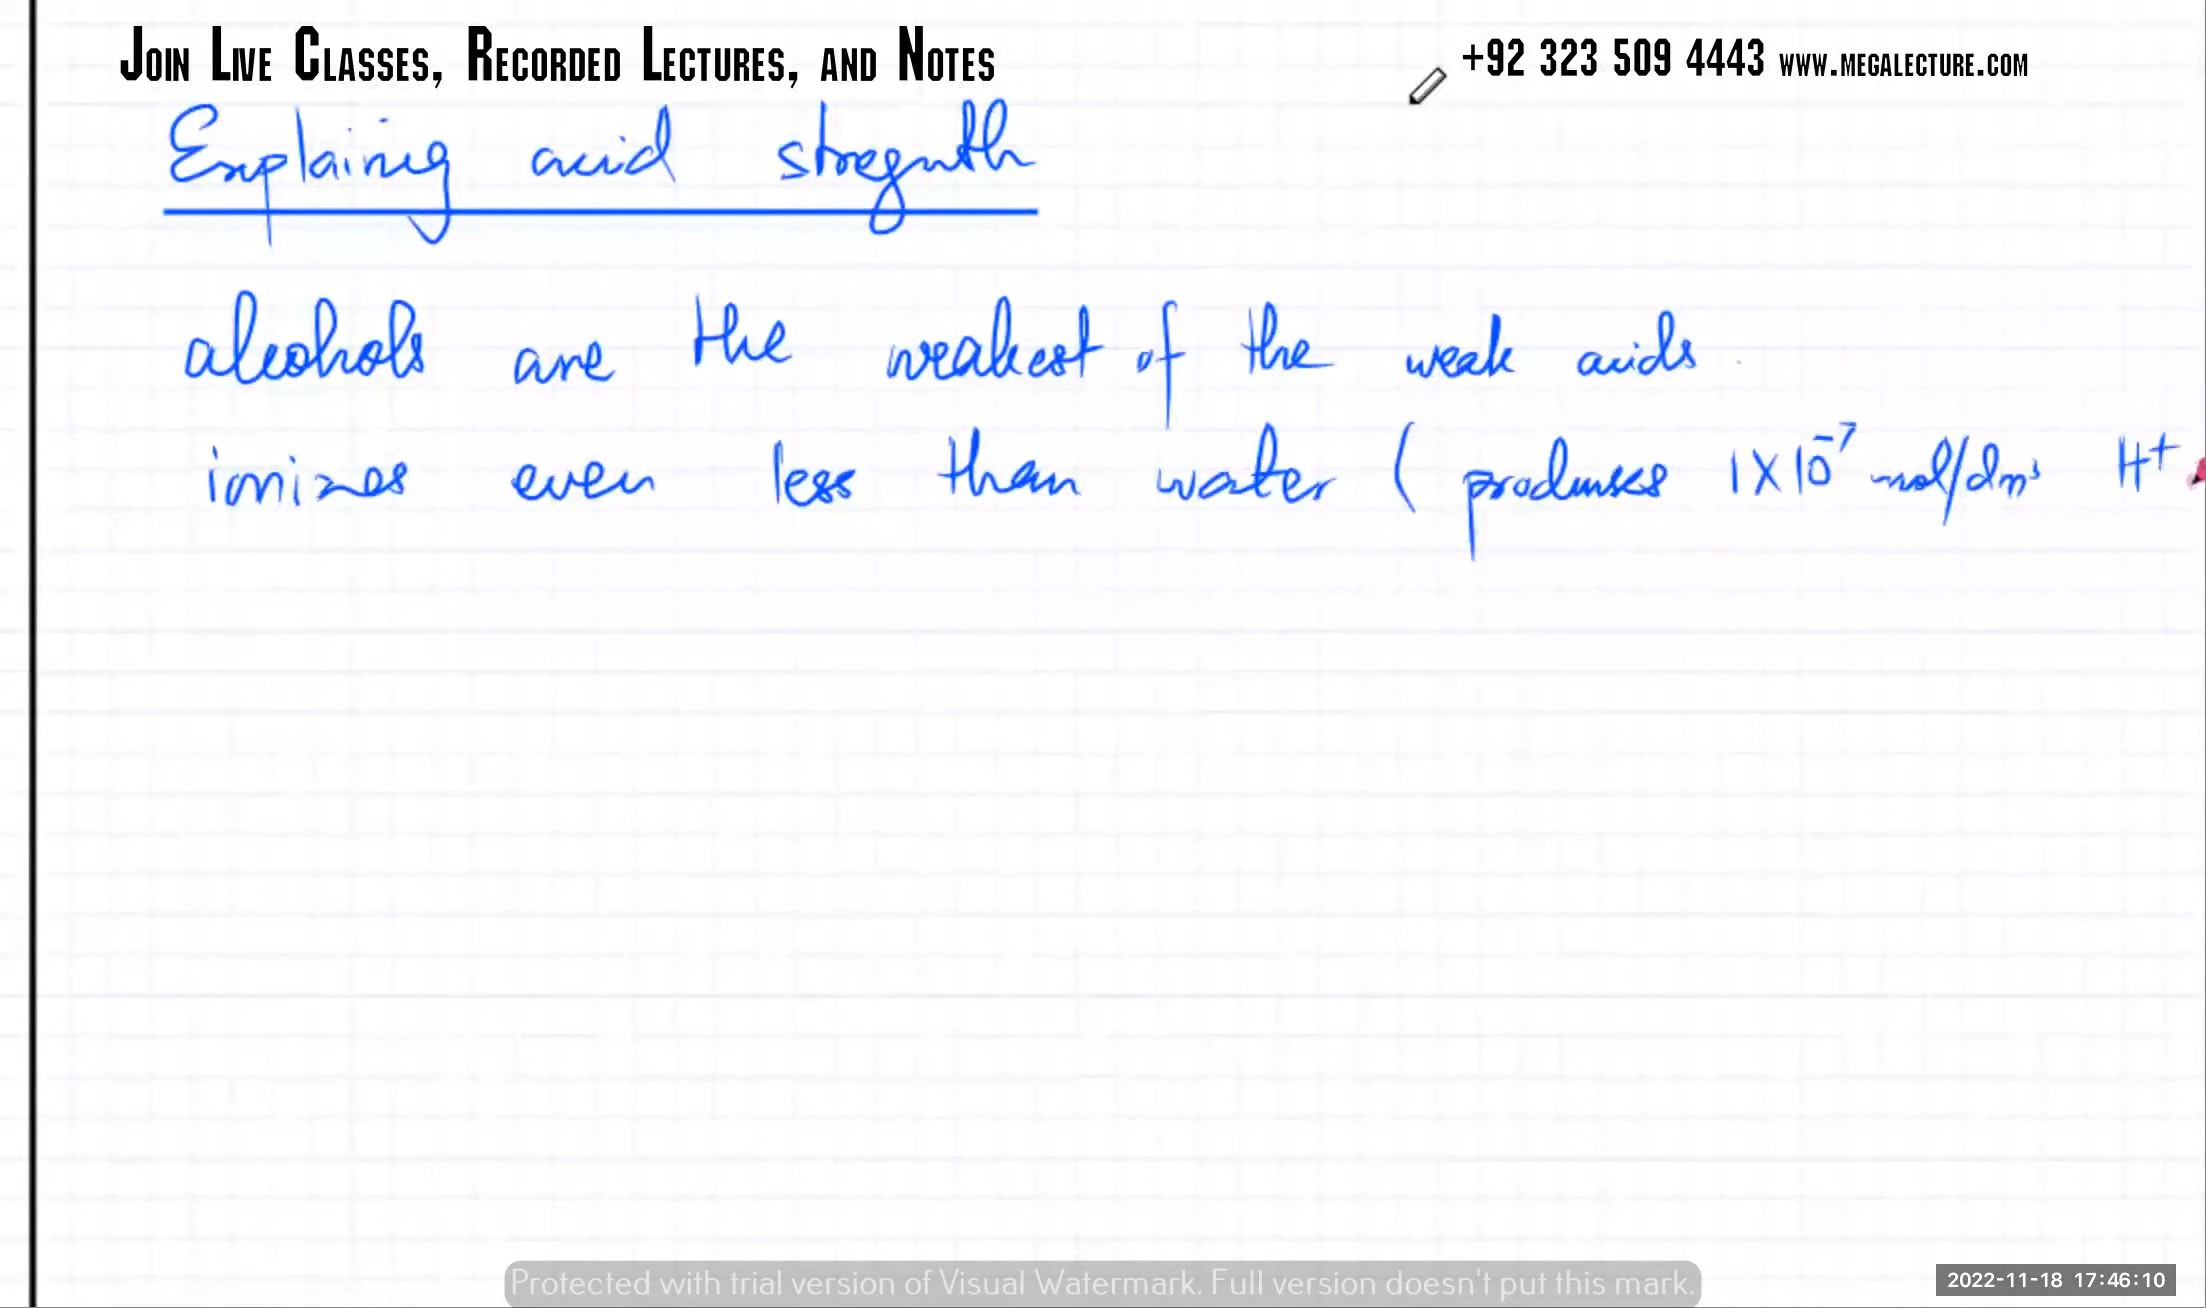 JOIN LIVE CLASSES, RECORDED LECTURES, AND NOTES
+92 323 509 4443 WWW.MEGALECTURE.COM
Explainig acid stregnth
alcohols are the weakest of the weak acids.
ionizes even less than water ( produses 1X10⁻⁷ mol/dm³ H⁺
Protected with trial version of Visual Watermark. Full version doesn't put this mark.
2022-11-18 17:46:10